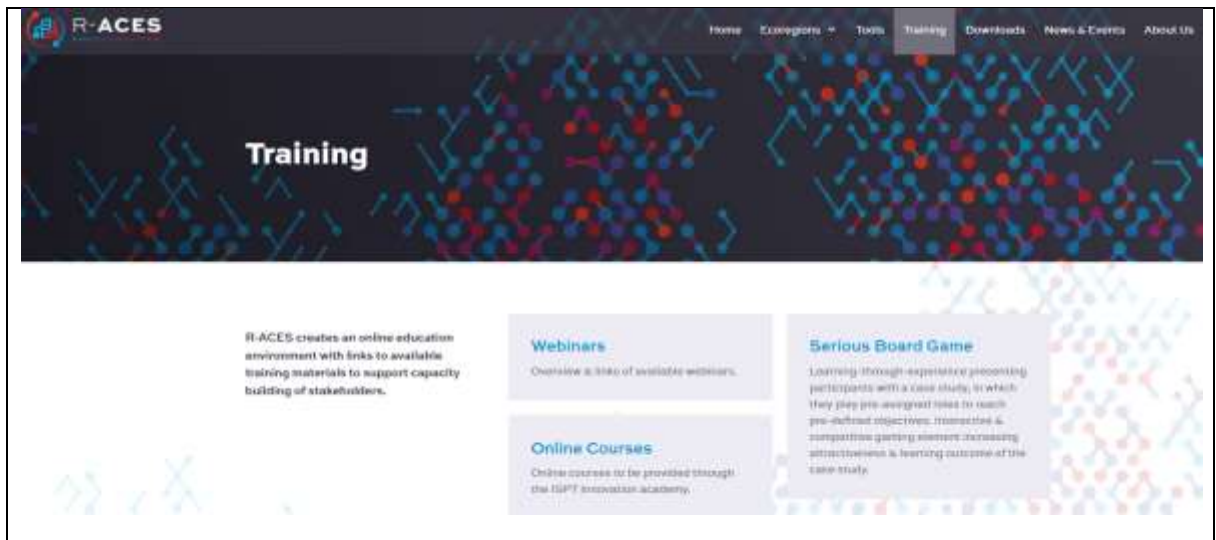 R-ACES
Home Ecoregions Tools Training Downloads News & Events About Us
Training
R-ACES creates an online education
environment with links to available
training materials to support capacity
building of stakeholders.
Webinars
Overview & links of available webinars.
Online Courses
Online courses to be provided through
the ISPT innovation academy.
Serious Board Game
Learning-through-experience presenting
participants with a case study, in which
they play pre-assigned roles to reach
pre-defined objectives. Interactive &
competitive gaming element increasing
attractiveness & learning outcome of the
case study.